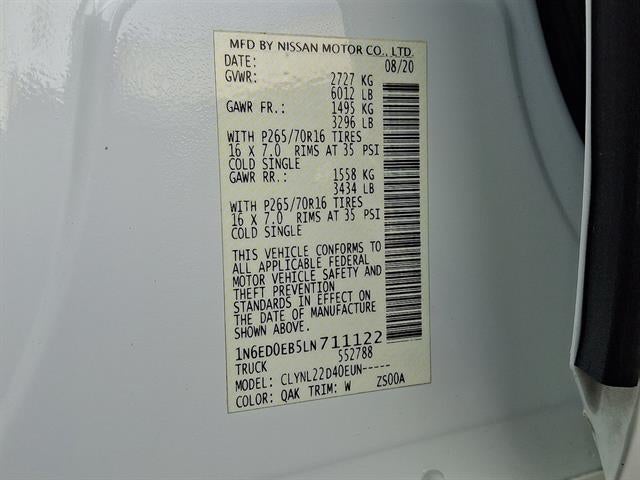 MFD BY NISSAN MOTOR CO., LTD.
DATE: 08/20
GVWR: 2727 KG
6012 LB
GAWR FR.: 1495 KG
3296 LB
WITH P265/70R16 TIRES
16 X 7.0 RIMS AT 35 PSI
COLD SINGLE
GAWR RR.: 1558 KG
3434 LB
WITH P265/70R16 TIRES
16 X 7.0 RIMS AT 35 PSI
COLD SINGLE
THIS VEHICLE CONFORMS TO
ALL APPLICABLE FEDERAL
MOTOR VEHICLE SAFETY AND
THEFT PREVENTION
STANDARDS IN EFFECT ON
THE DATE OF MANUFACTURE
SHOWN ABOVE.
1N6ED0EB5LN711122
TRUCK 552788
MODEL: CLYNL22D40EUN-----
COLOR: QAK TRIM: W ZS00A